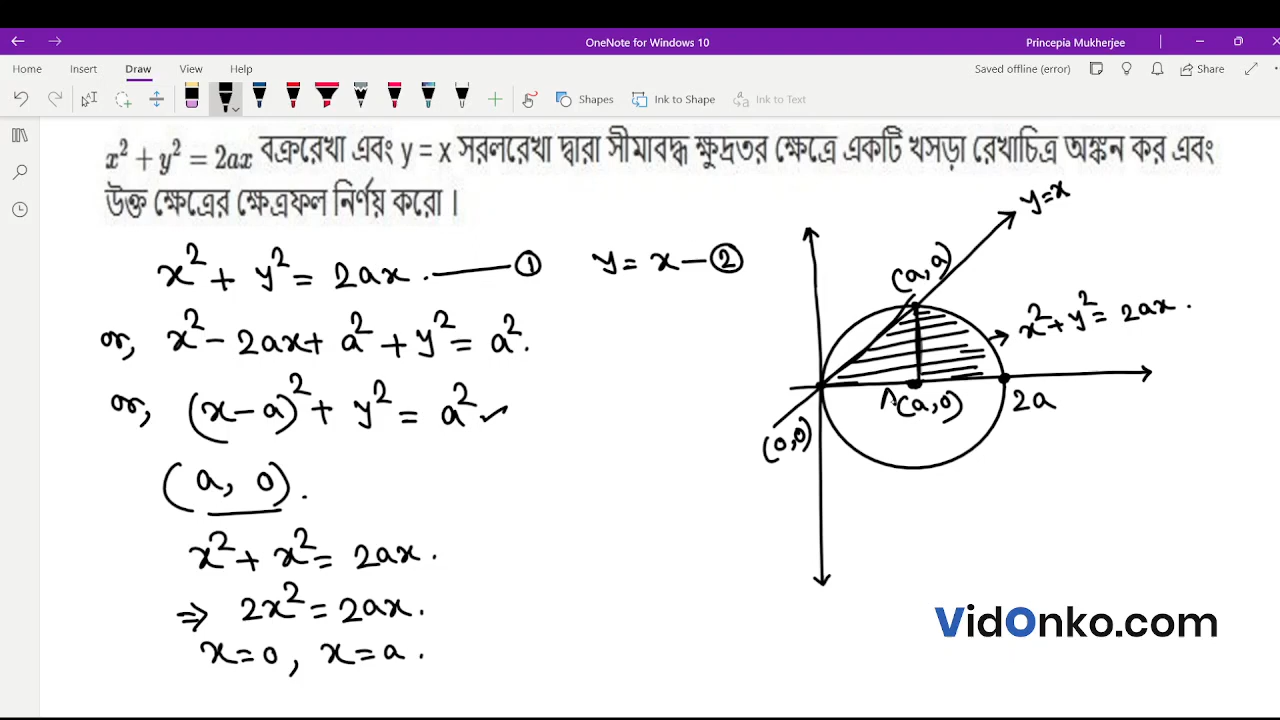 OneNote for Windows 10
Princepia Mukherjee
Home Insert Draw View Help
Saved offline (error)
Share
Shapes
Ink to Shape
Ink to Text
x² + y² = 2ax বক্ররেখা এবং y = x সরলরেখা দ্বারা সীমাবদ্ধ ক্ষুদ্রতর ক্ষেত্রে একটি খসড়া রেখাচিত্র অঙ্কন কর এবং
উক্ত ক্ষেত্রের ক্ষেত্রফল নির্ণয় করো ।
x² + y² = 2ax. —— ①
y = x — ②
or, x² - 2ax + a² + y² = a².
or, (x - a)² + y² = a² ✓
(a, 0).
x² + x² = 2ax.
⇒ 2x² = 2ax.
x = 0, x = a.
y=x
(a, a)
x² + y² = 2ax.
A(a,0)
2a
(0,0)
VidOnko.com